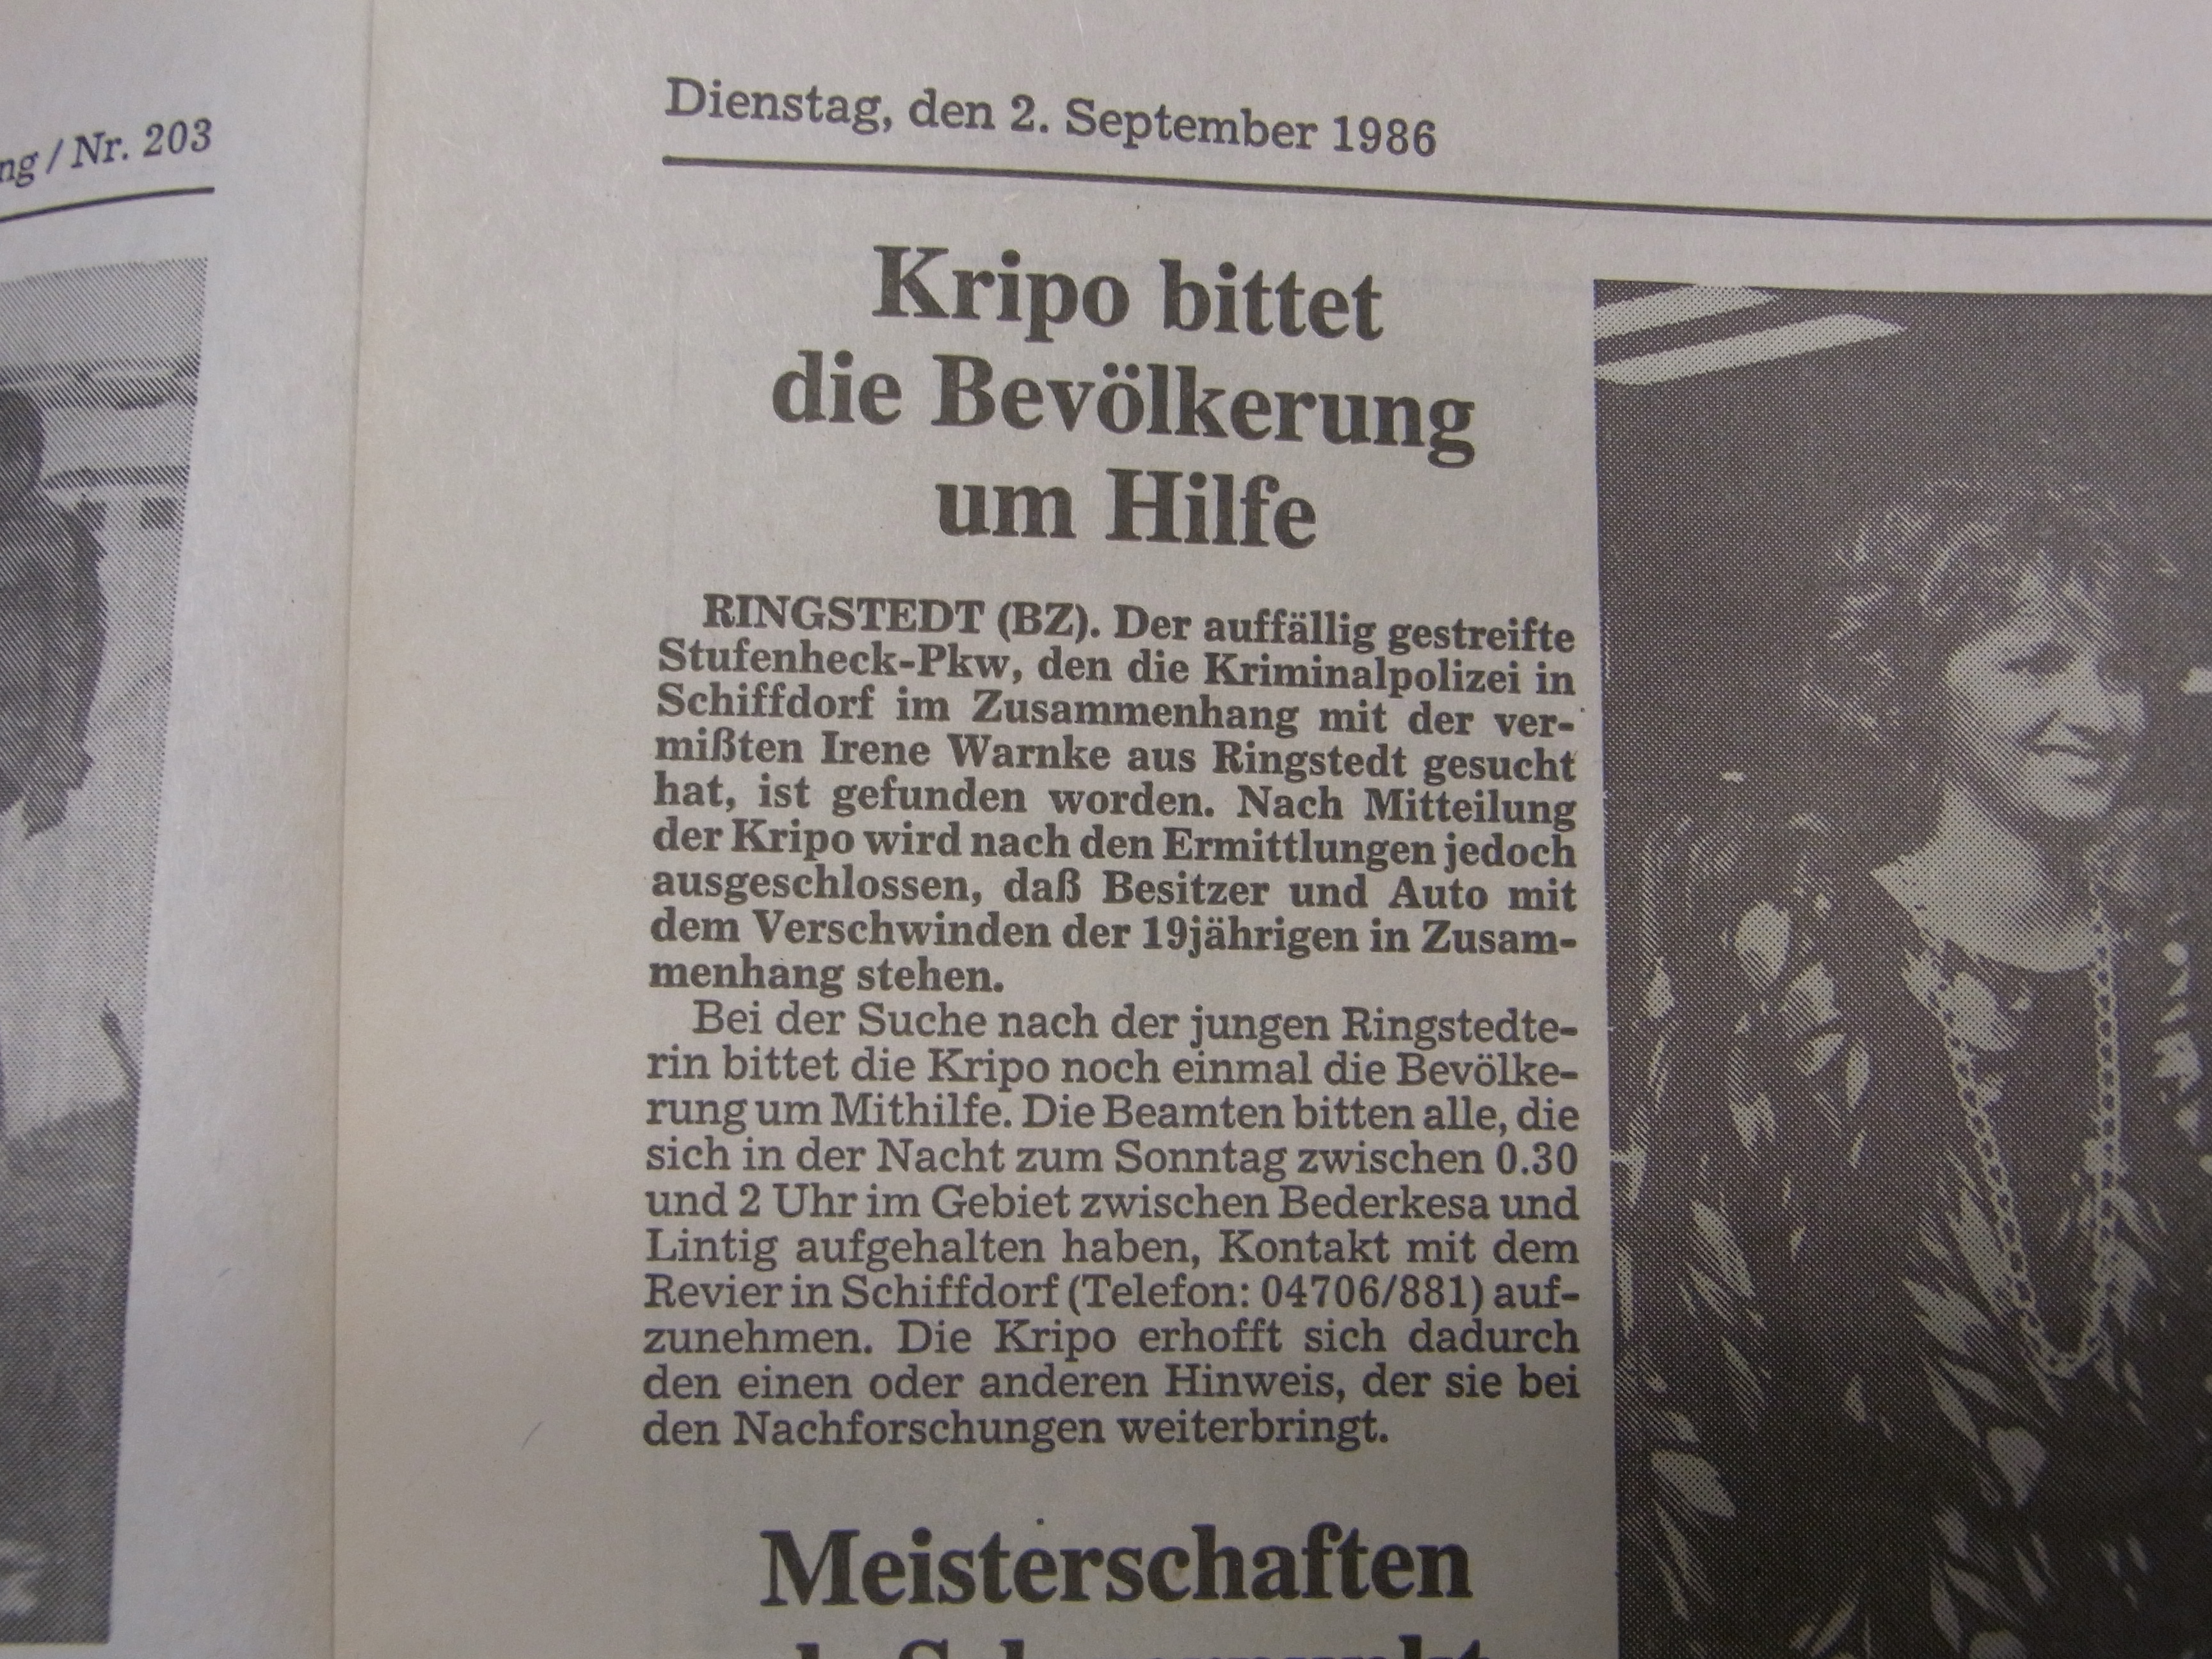 ng / Nr. 203
Dienstag, den 2. September 1986
Kripo bittet
die Bevölkerung
um Hilfe
RINGSTEDT (BZ). Der auffällig gestreifte
Stufenheck-Pkw, den die Kriminalpolizei in
Schiffdorf im Zusammenhang mit der ver-
mißten Irene Warnke aus Ringstedt gesucht
hat, ist gefunden worden. Nach Mitteilung
der Kripo wird nach den Ermittlungen jedoch
ausgeschlossen, daß Besitzer und Auto mit
dem Verschwinden der 19jährigen in Zusam-
menhang stehen.
Bei der Suche nach der jungen Ringstedte-
rin bittet die Kripo noch einmal die Bevölke-
rung um Mithilfe. Die Beamten bitten alle, die
sich in der Nacht zum Sonntag zwischen 0.30
und 2 Uhr im Gebiet zwischen Bederkesa und
Lintig aufgehalten haben, Kontakt mit dem
Revier in Schiffdorf (Telefon: 04706/881) auf-
zunehmen. Die Kripo erhofft sich dadurch
den einen oder anderen Hinweis, der sie bei
den Nachforschungen weiterbringt.
Meisterschaften